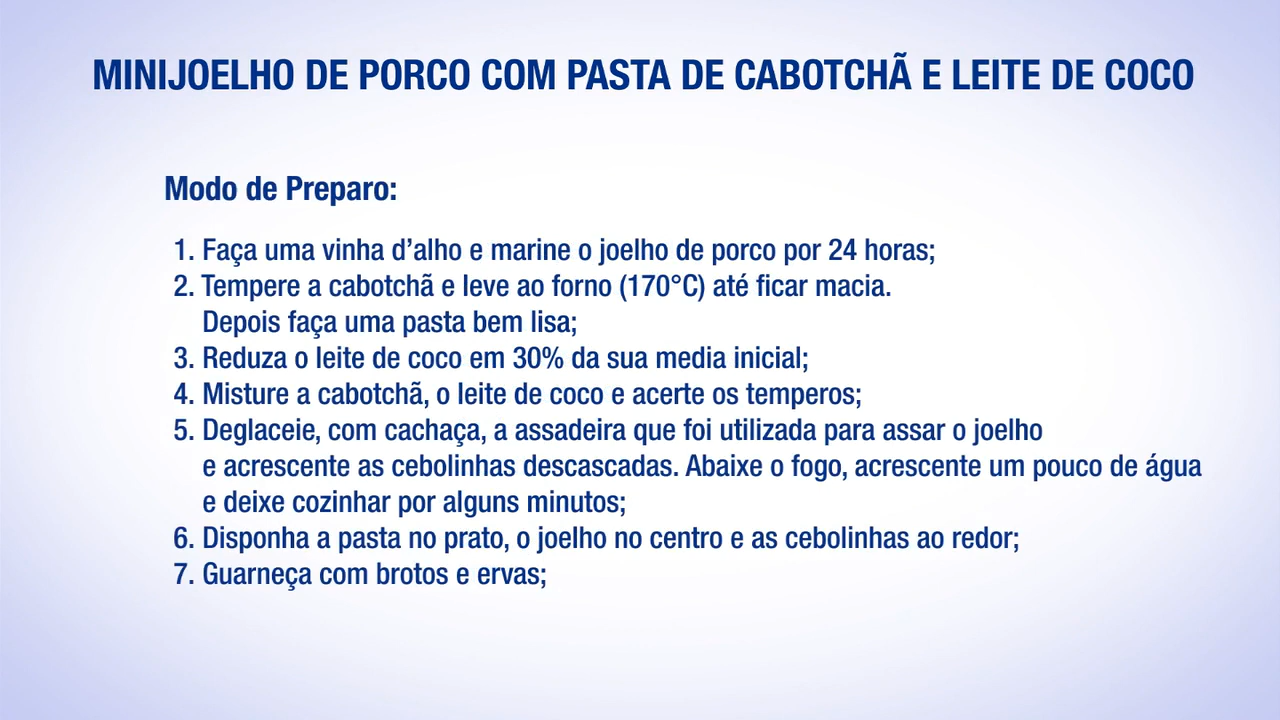 MINIJOELHO DE PORCO COM PASTA DE CABOTCHÃ E LEITE DE COCO
Modo de Preparo:
1. Faça uma vinha d’alho e marine o joelho de porco por 24 horas;
2. Tempere a cabotchã e leve ao forno (170°C) até ficar macia.
Depois faça uma pasta bem lisa;
3. Reduza o leite de coco em 30% da sua media inicial;
4. Misture a cabotchã, o leite de coco e acerte os temperos;
5. Deglaceie, com cachaça, a assadeira que foi utilizada para assar o joelho
e acrescente as cebolinhas descascadas. Abaixe o fogo, acrescente um pouco de água
e deixe cozinhar por alguns minutos;
6. Disponha a pasta no prato, o joelho no centro e as cebolinhas ao redor;
7. Guarneça com brotos e ervas;